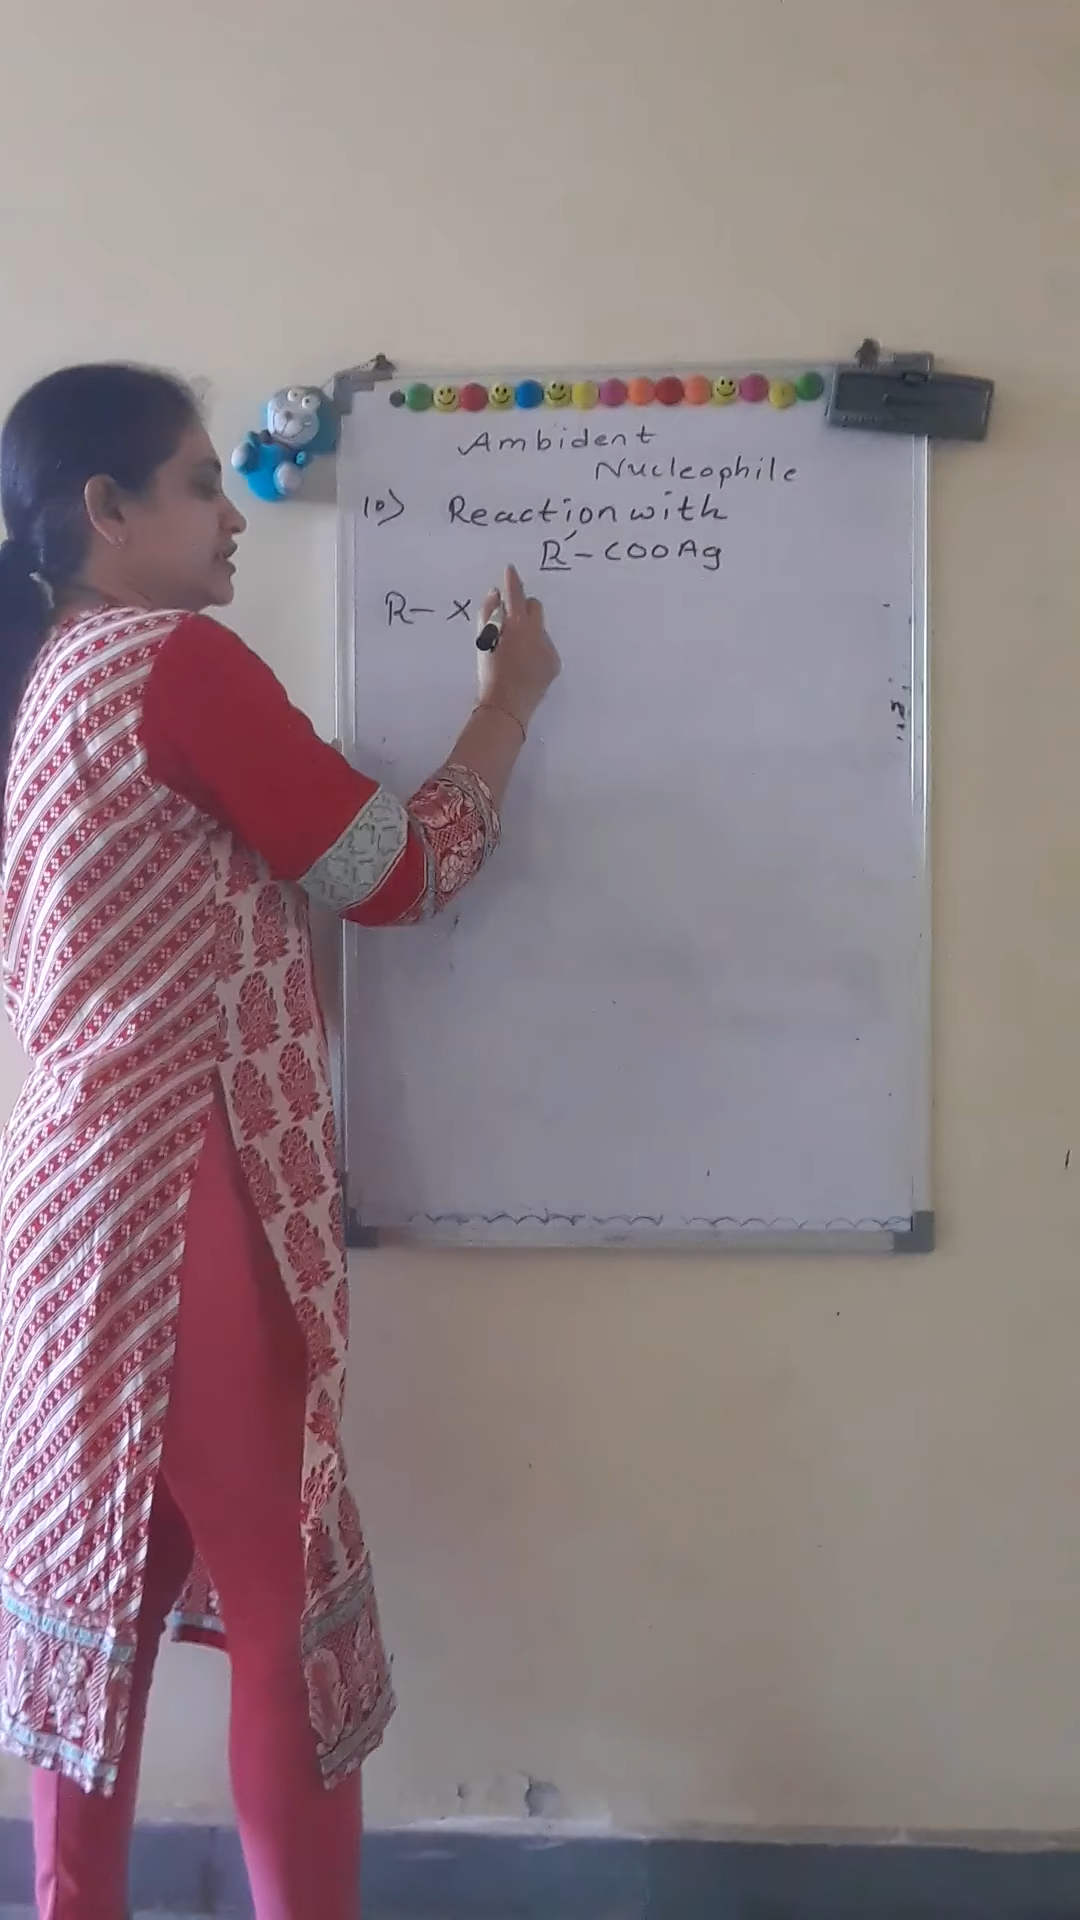 Ambident
Nucleophile
10) Reaction with
R′-COOAg
R-X